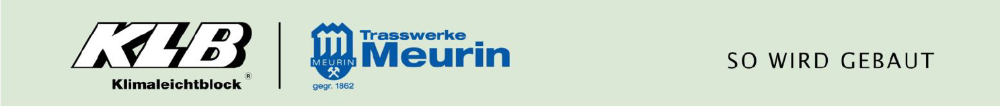 KLB
Klimaleichtblock®
MEURIN
gegr. 1862
Trasswerke
Meurin
SO WIRD GEBAUT